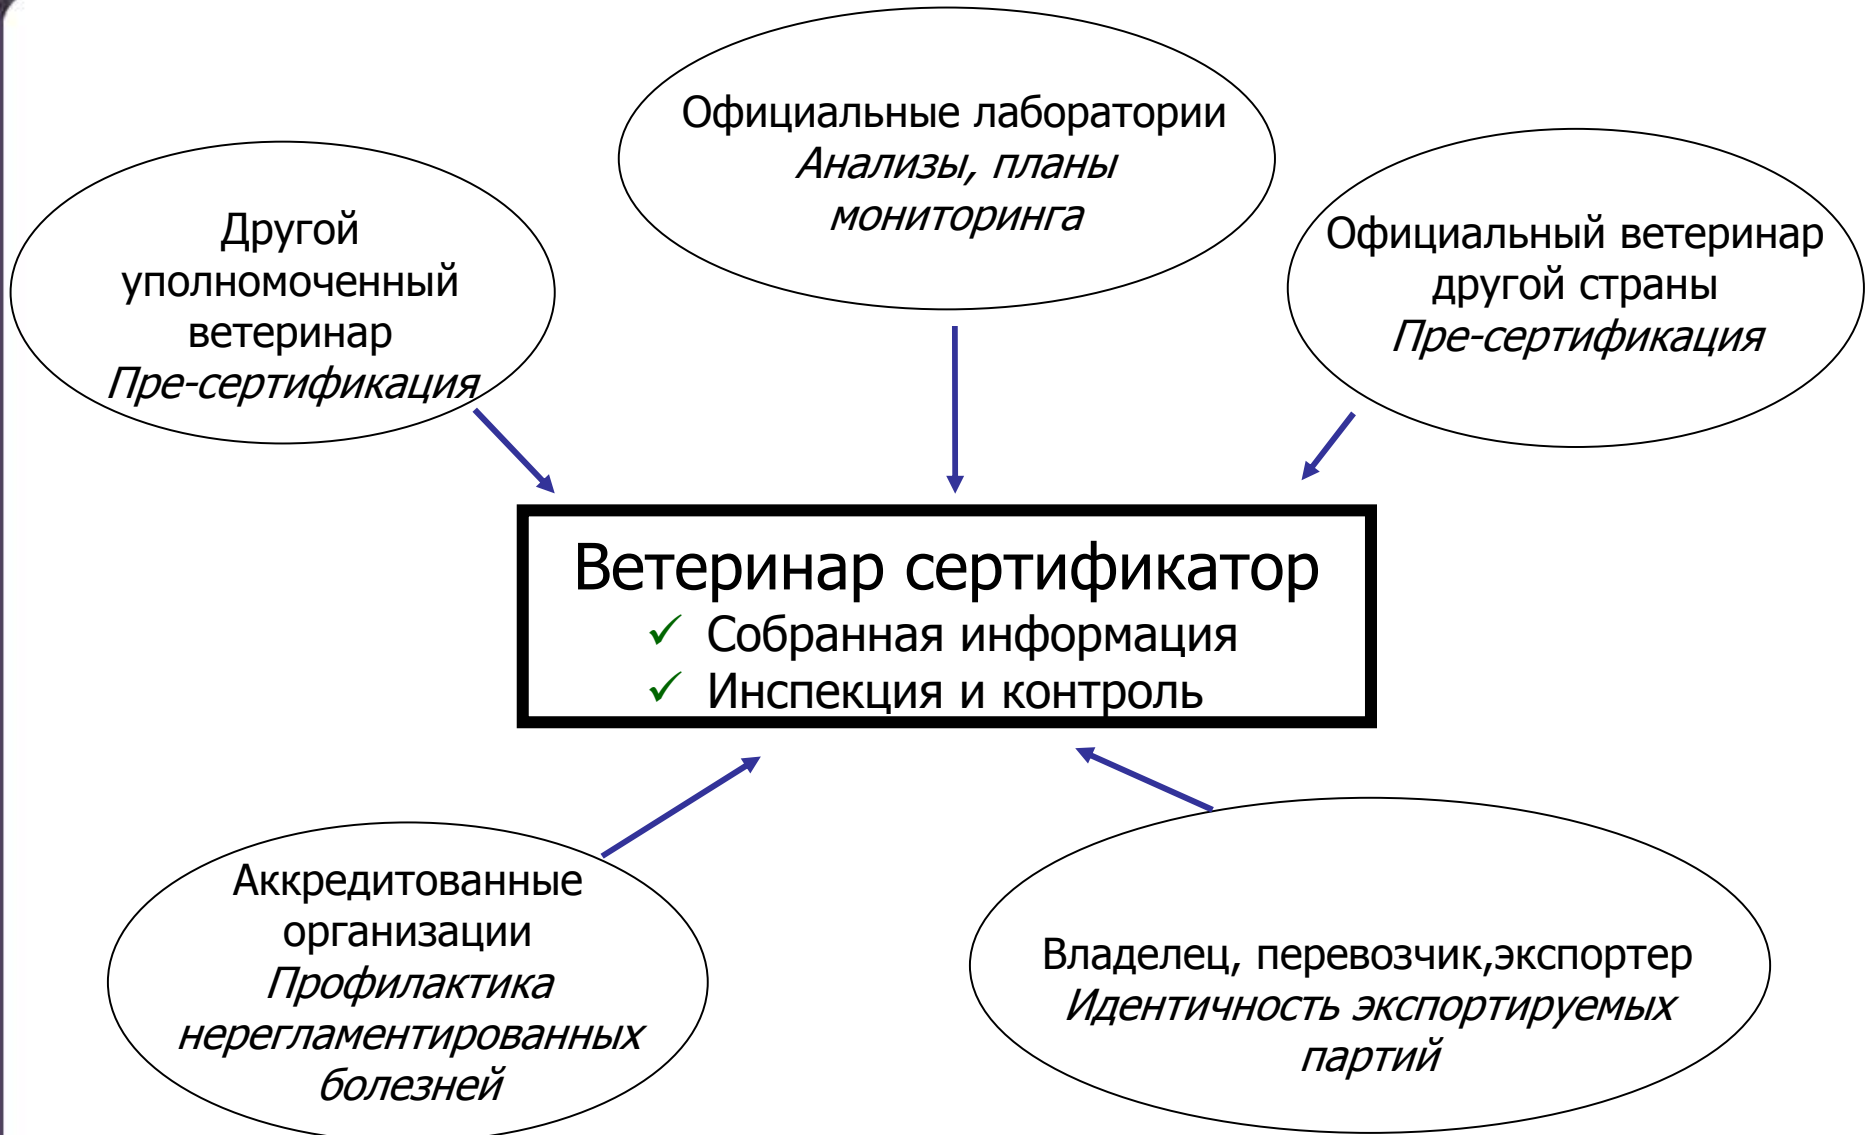 Официальные лаборатории
Анализы, планы
мониторинга
Другой
уполномоченный
ветеринар
Пре-сертификация
Официальный ветеринар
другой страны
Пре-сертификация
Ветеринар сертификатор
✓ Собранная информация
✓ Инспекция и контроль
Аккредитованные
организации
Профилактика
нерегламентированных
болезней
Владелец, перевозчик,экспортер
Идентичность экспортируемых
партий